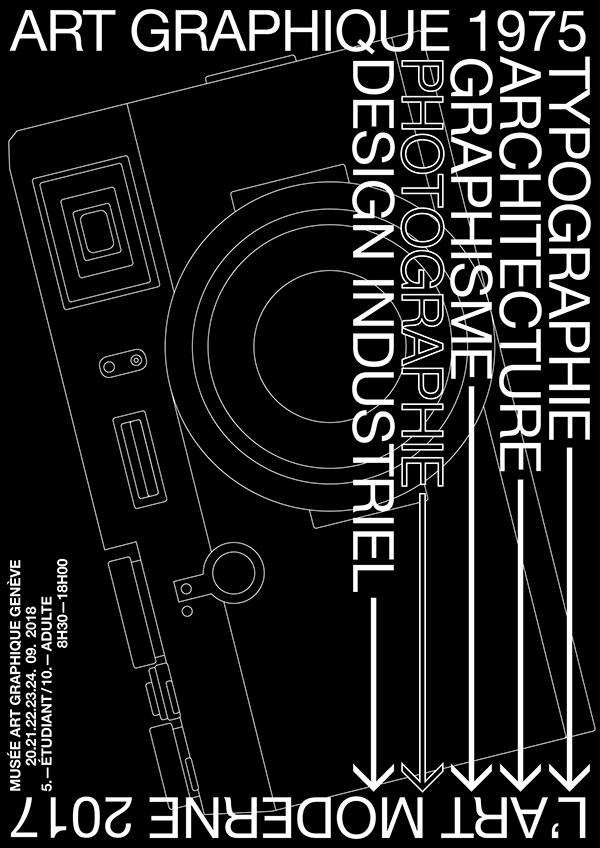 ART GRAPHIQUE 1975
TYPOGRAPHIE
ARCHITECTURE
GRAPHISME
PHOTOGRAPHIE
DESIGN INDUSTRIEL
L'ART MODERNE 2017
MUSÉE ART GRAPHIQUE GENÈVE
20.21.22.23.24. 09. 2018
5.—ÉTUDIANT/10.—ADULTE
8H30—18H00